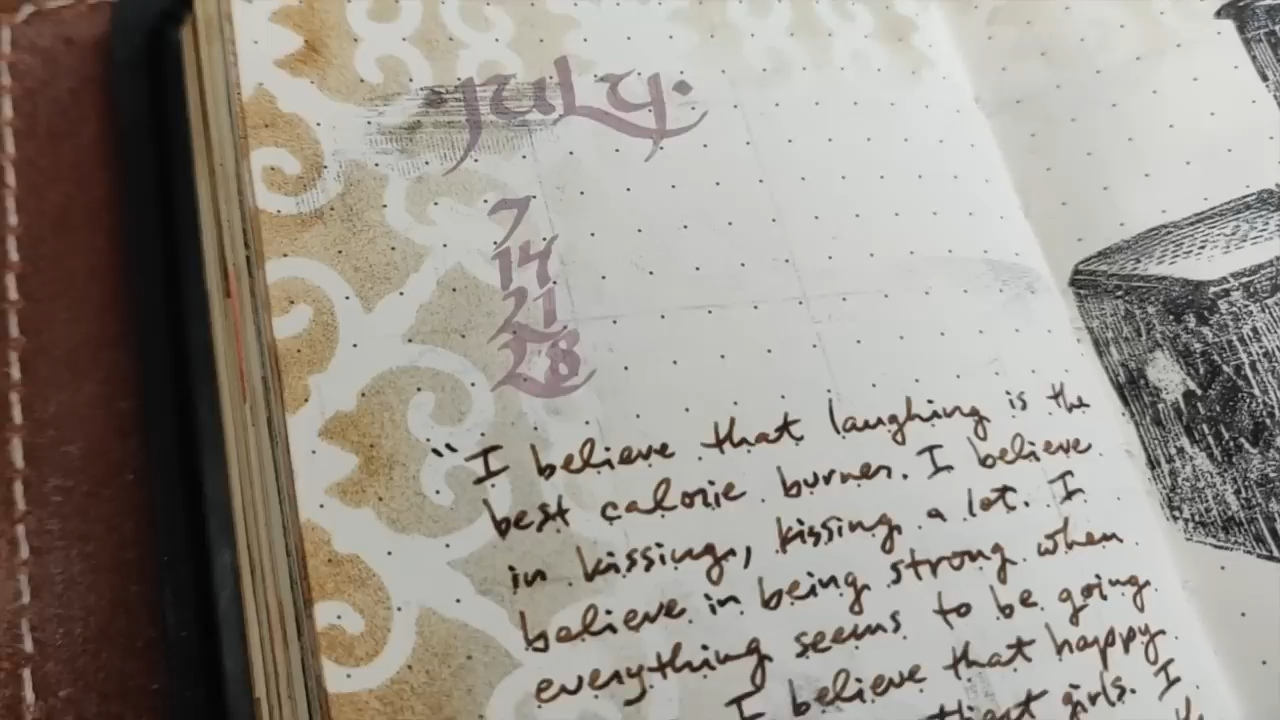 JULY.
7
14
21
28
"I believe that laughing is the
best calorie burner. I believe
in kissing, kissing a lot. I
believe in being strong when
everything seems to be going
I believe that happy
girls. I